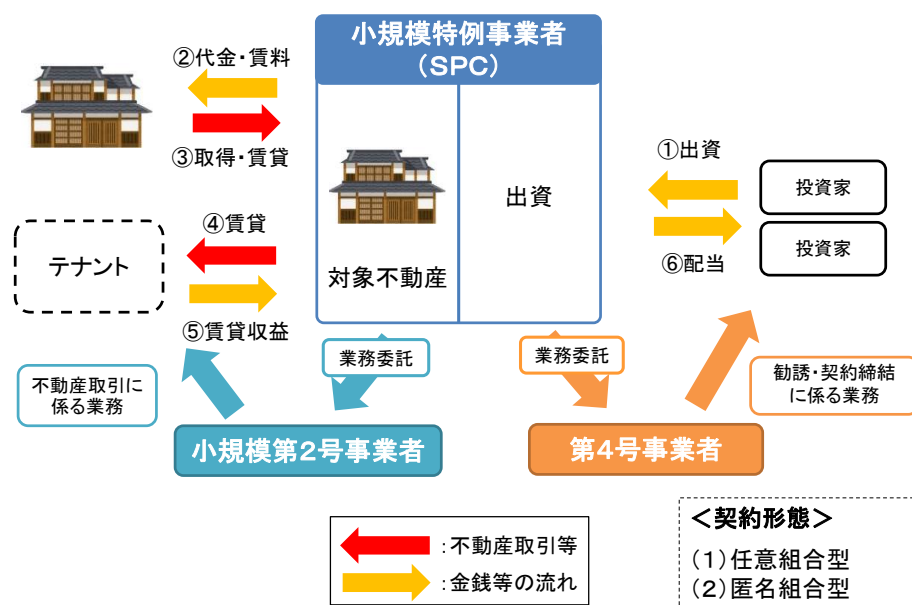 小規模特例事業者
（SPC）
②代金・賃料
③取得・賃貸
対象不動産
出資
①出資
⑥配当
投資家
投資家
テナント
④賃貸
⑤賃貸収益
業務委託
業務委託
不動産取引に
係る業務
勧誘・契約締結
に係る業務
小規模第2号事業者
第4号事業者
：不動産取引等
：金銭等の流れ
＜契約形態＞
（1）任意組合型
（2）匿名組合型